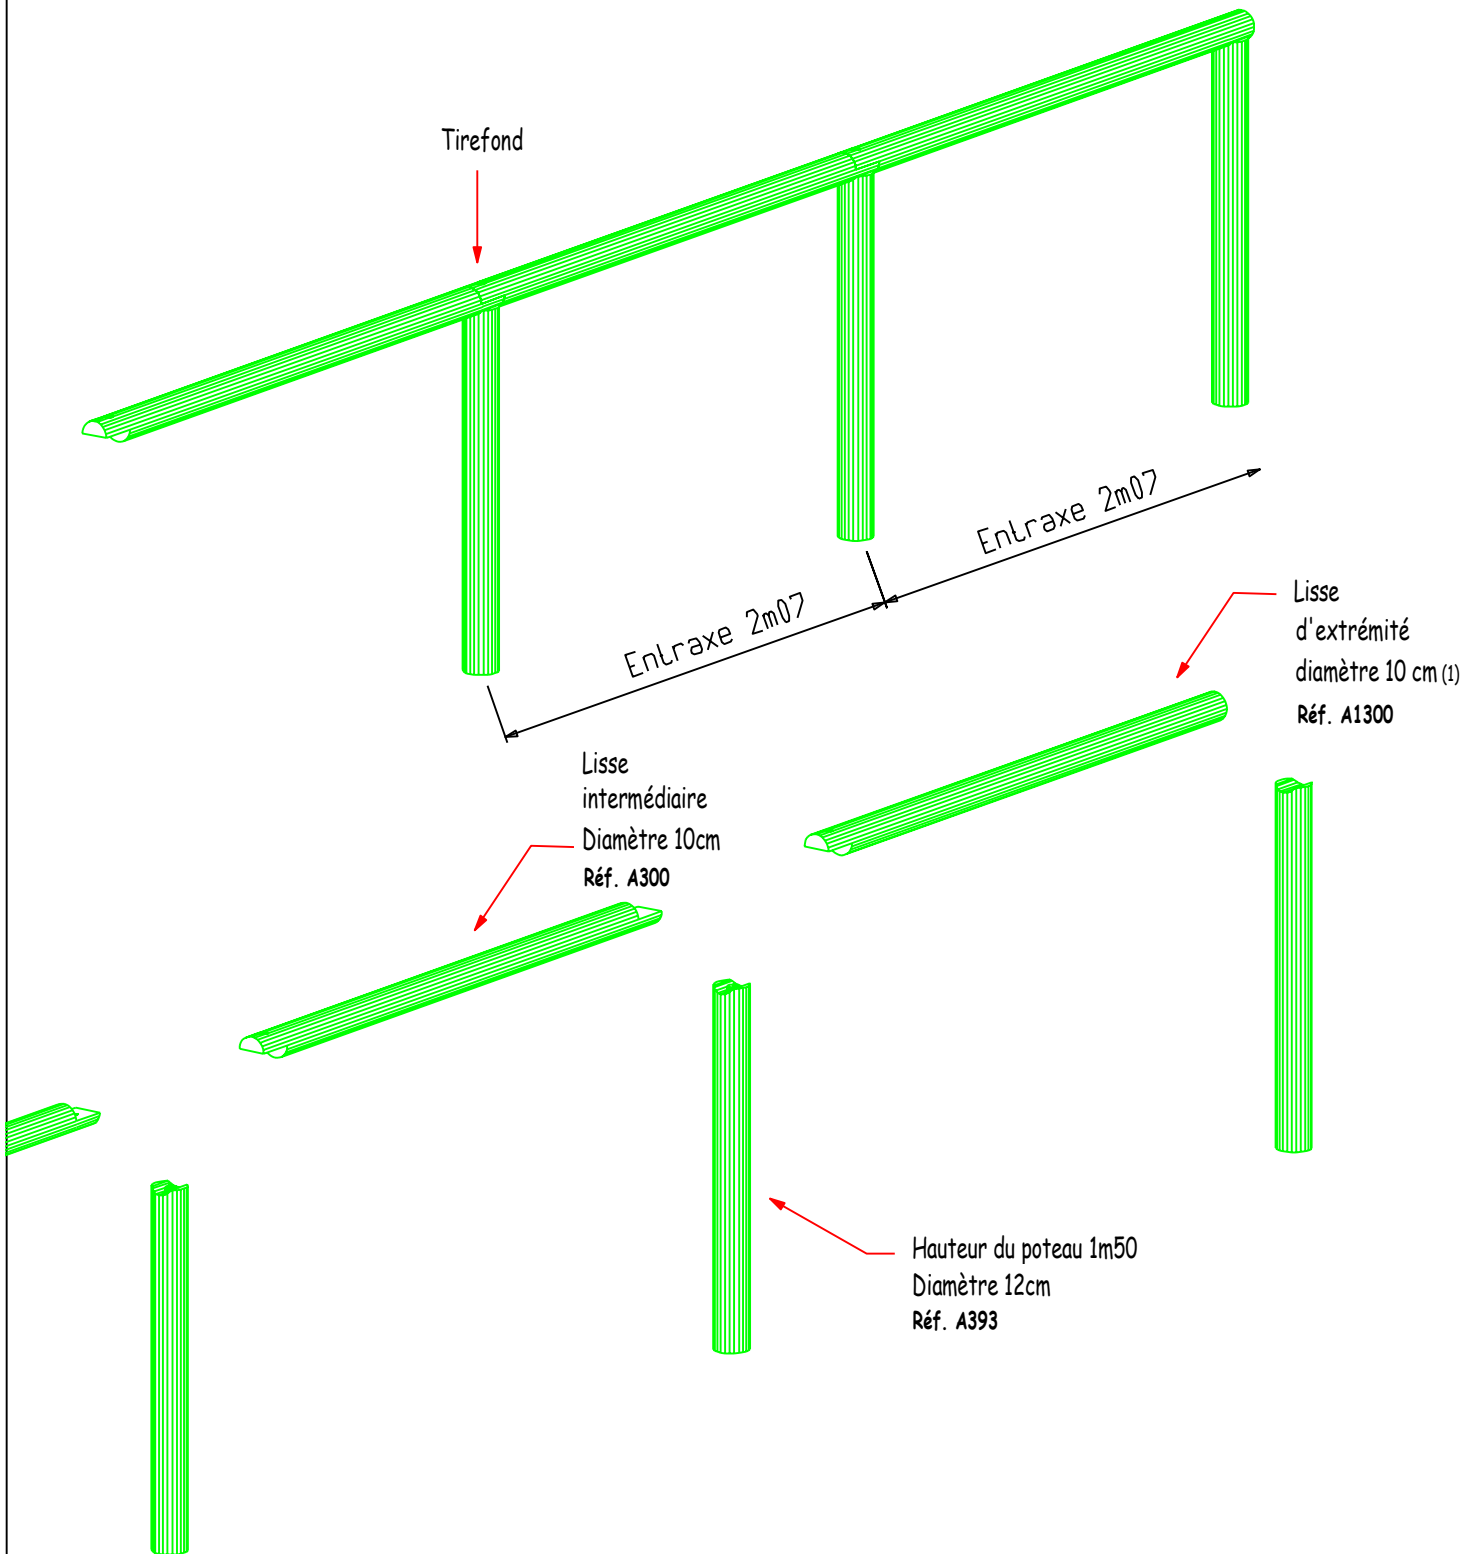 Tirefond
Entraxe 2m07
Entraxe 2m07
Lisse
d'extrémité
diamètre 10 cm (1)
Réf. A1300
Lisse
intermédiaire
Diamètre 10cm
Réf. A300
Hauteur du poteau 1m50
Diamètre 12cm
Réf. A393